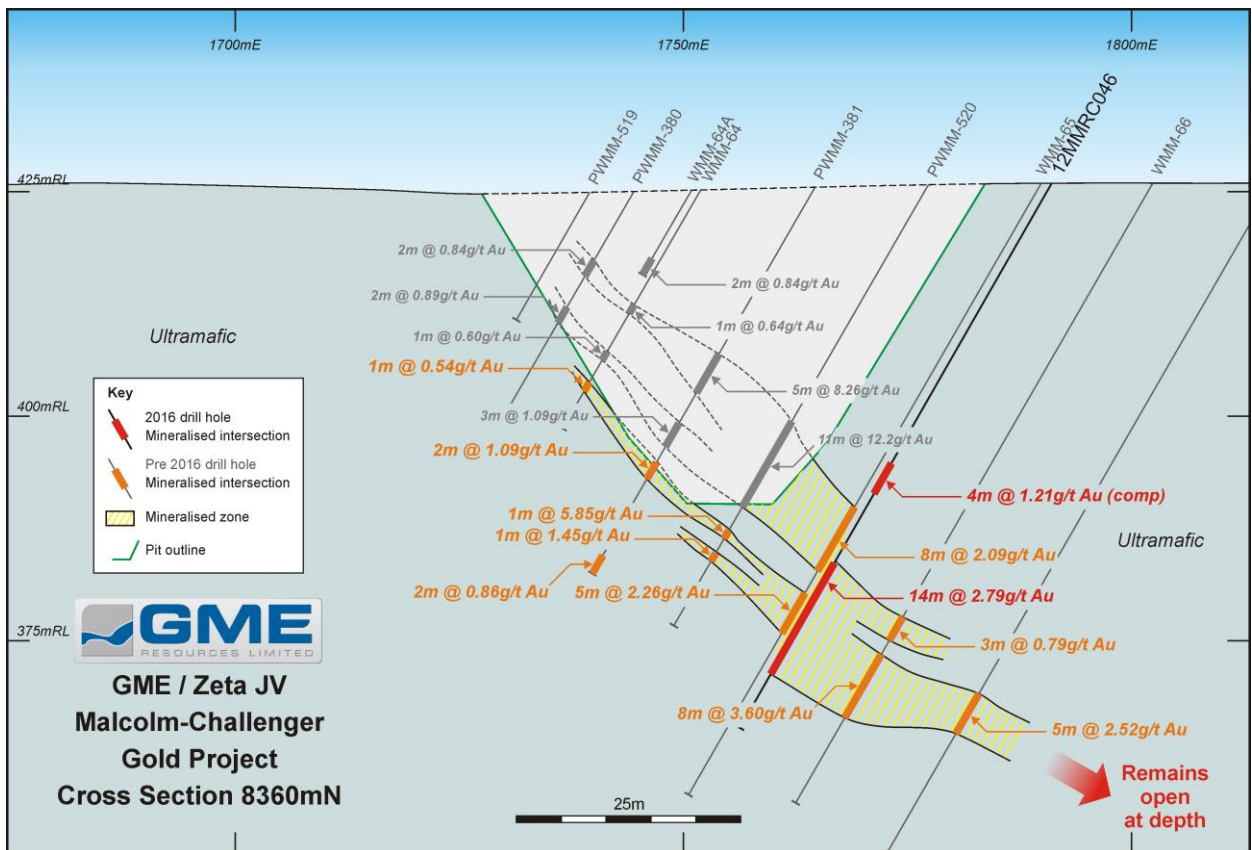 1700mE
1750mE
1800mE
PWMM-519
PWMM-380
WMM-64A
WMM-64
PWMM-381
PWMM-520
WMM-65
12MMRC046
WMM-66
425mRL
2m @ 0.84g/t Au
2m @ 0.84g/t Au
2m @ 0.89g/t Au
1m @ 0.64g/t Au
Ultramafic
1m @ 0.60g/t Au
1m @ 0.54g/t Au
5m @ 8.26g/t Au
400mRL
3m @ 1.09g/t Au
11m @ 12.2g/t Au
2m @ 1.09g/t Au
4m @ 1.21g/t Au (comp)
1m @ 5.85g/t Au
1m @ 1.45g/t Au
Ultramafic
8m @ 2.09g/t Au
2m @ 0.86g/t Au
5m @ 2.26g/t Au
14m @ 2.79g/t Au
375mRL
3m @ 0.79g/t Au
8m @ 3.60g/t Au
5m @ 2.52g/t Au
Key
2016 drill hole
Mineralised intersection
Pre 2016 drill hole
Mineralised intersection
Mineralised zone
Pit outline
GME
RESOURCES LIMITED
GME / Zeta JV
Malcolm-Challenger
Gold Project
Cross Section 8360mN
25m
Remains
open
at depth